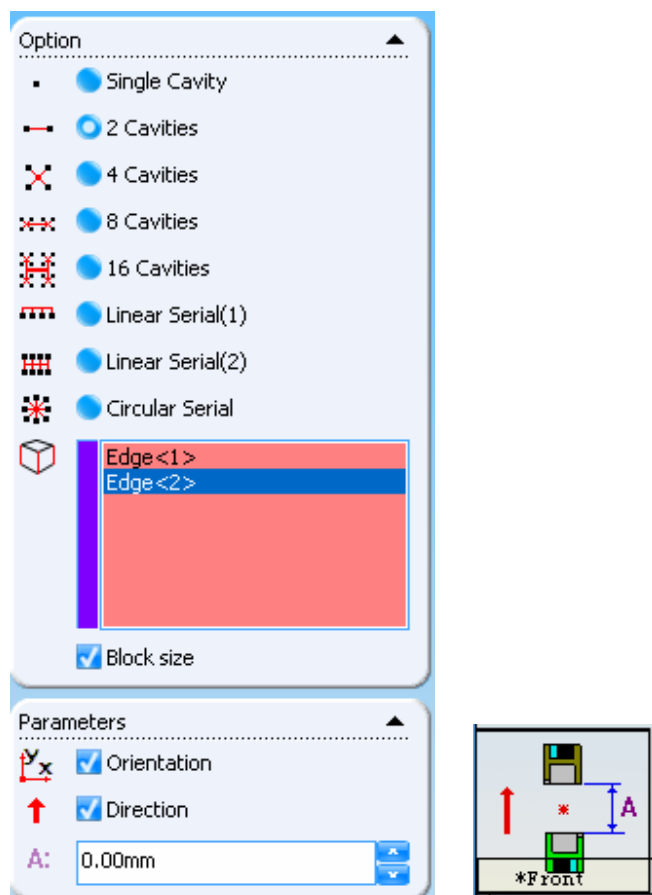 Option
Single Cavity
2 Cavities
4 Cavities
8 Cavities
16 Cavities
Linear Serial(1)
Linear Serial(2)
Circular Serial
Edge<1>
Edge<2>
Block size
Parameters
Y x
Orientation
Direction
A: 0.00mm
A
*Front